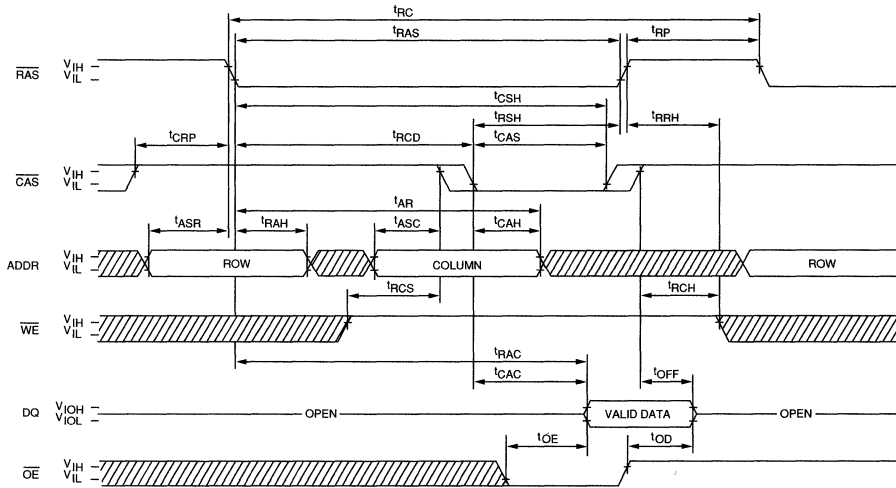 tRC
tRAS
tRP
RAS
VIH
VIL
tCSH
tRSH
tRRH
tCRP
tRCD
tCAS
CAS
VIH
VIL
tAR
tASR
tRAH
tASC
tCAH
ADDR
VIH
VIL
ROW
COLUMN
ROW
tRCS
tRCH
WE
VIH
VIL
tRAC
tCAC
tOFF
DQ
VIOH
VIOL
OPEN
VALID DATA
OPEN
tOE
tOD
OE
VIH
VIL